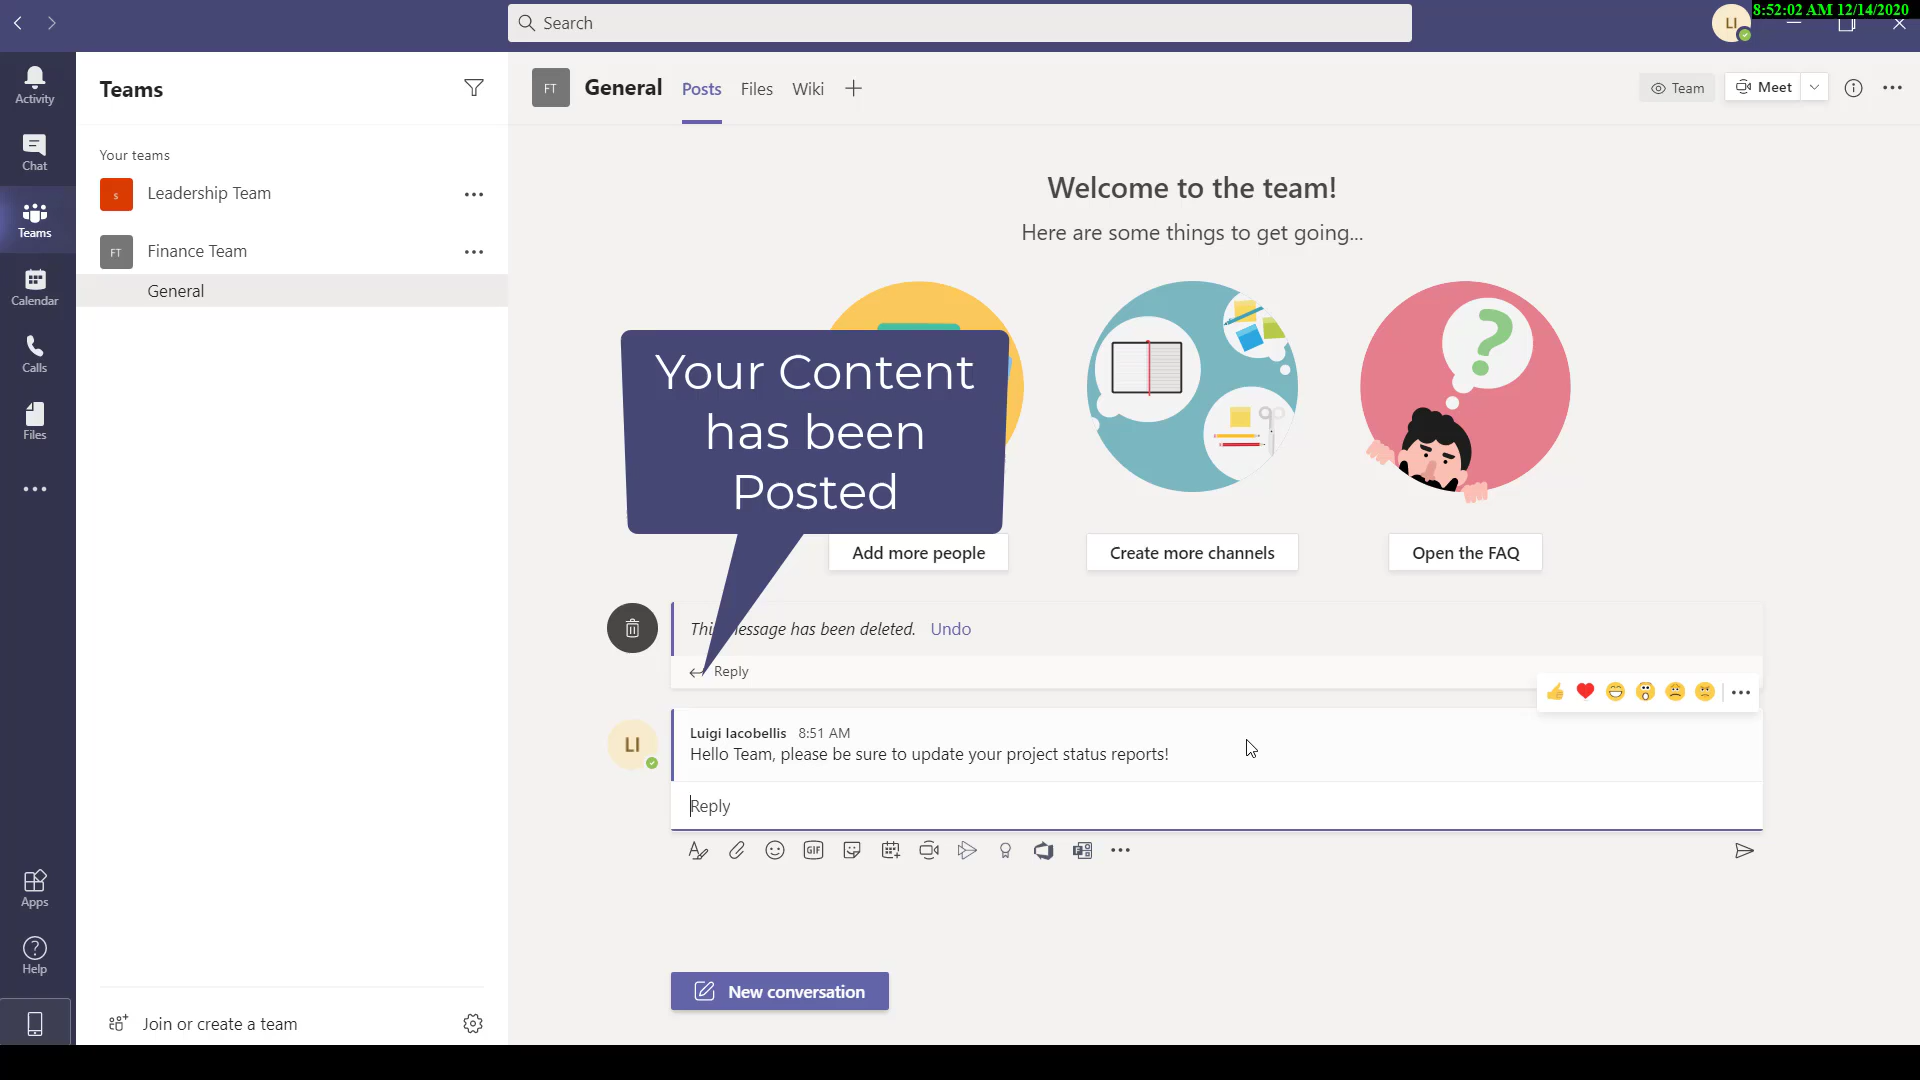 Search
LI
8:52:02 AM 12/14/2020
Activity
Chat
Teams
Calendar
Calls
Files
Apps
Help
Teams
Your teams
s
Leadership Team
FT
Finance Team
General
Join or create a team
FT
General
Posts
Files
Wiki
Team
Meet
Welcome to the team!
Here are some things to get going...
Your Content
has been
Posted
Add more people
Create more channels
Open the FAQ
message has been deleted. Undo
Reply
LI
Luigi Iacobellis 8:51 AM
Hello Team, please be sure to update your project status reports!
Reply
GIF
New conversation